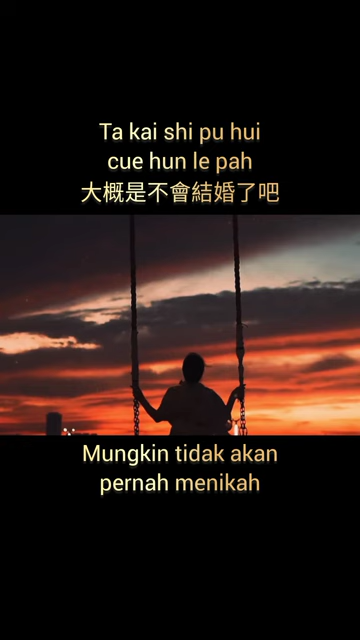 Ta kai shi pu hui
cue hun le pah
大概是不會結婚了吧
Mungkin tidak akan
pernah menikah